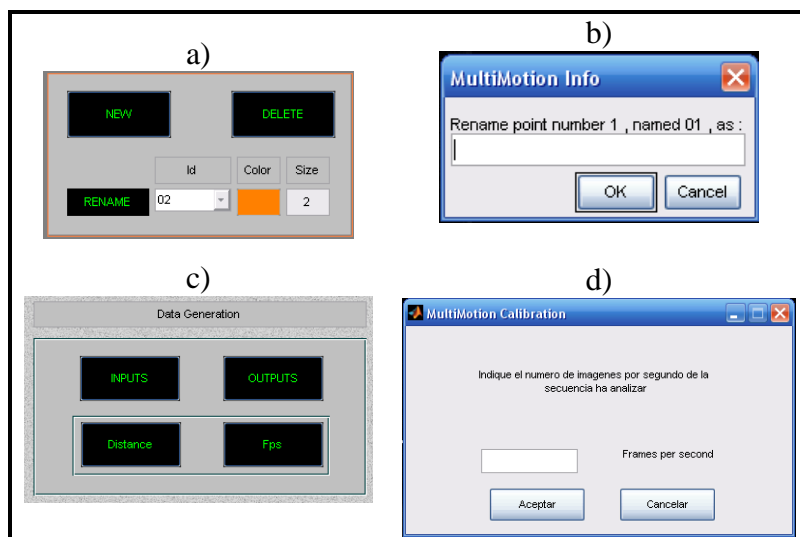 a)
NEW
DELETE
Id
Color
Size
RENAME
02
2
b)
MultiMotion Info
Rename point number 1 , named 01 , as :
OK
Cancel
c)
Data Generation
INPUTS
OUTPUTS
Distance
Fps
d)
MultiMotion Calibration
Indique el numero de imagenes por segundo de la
secuencia ha analizar
Frames per second
Aceptar
Cancelar